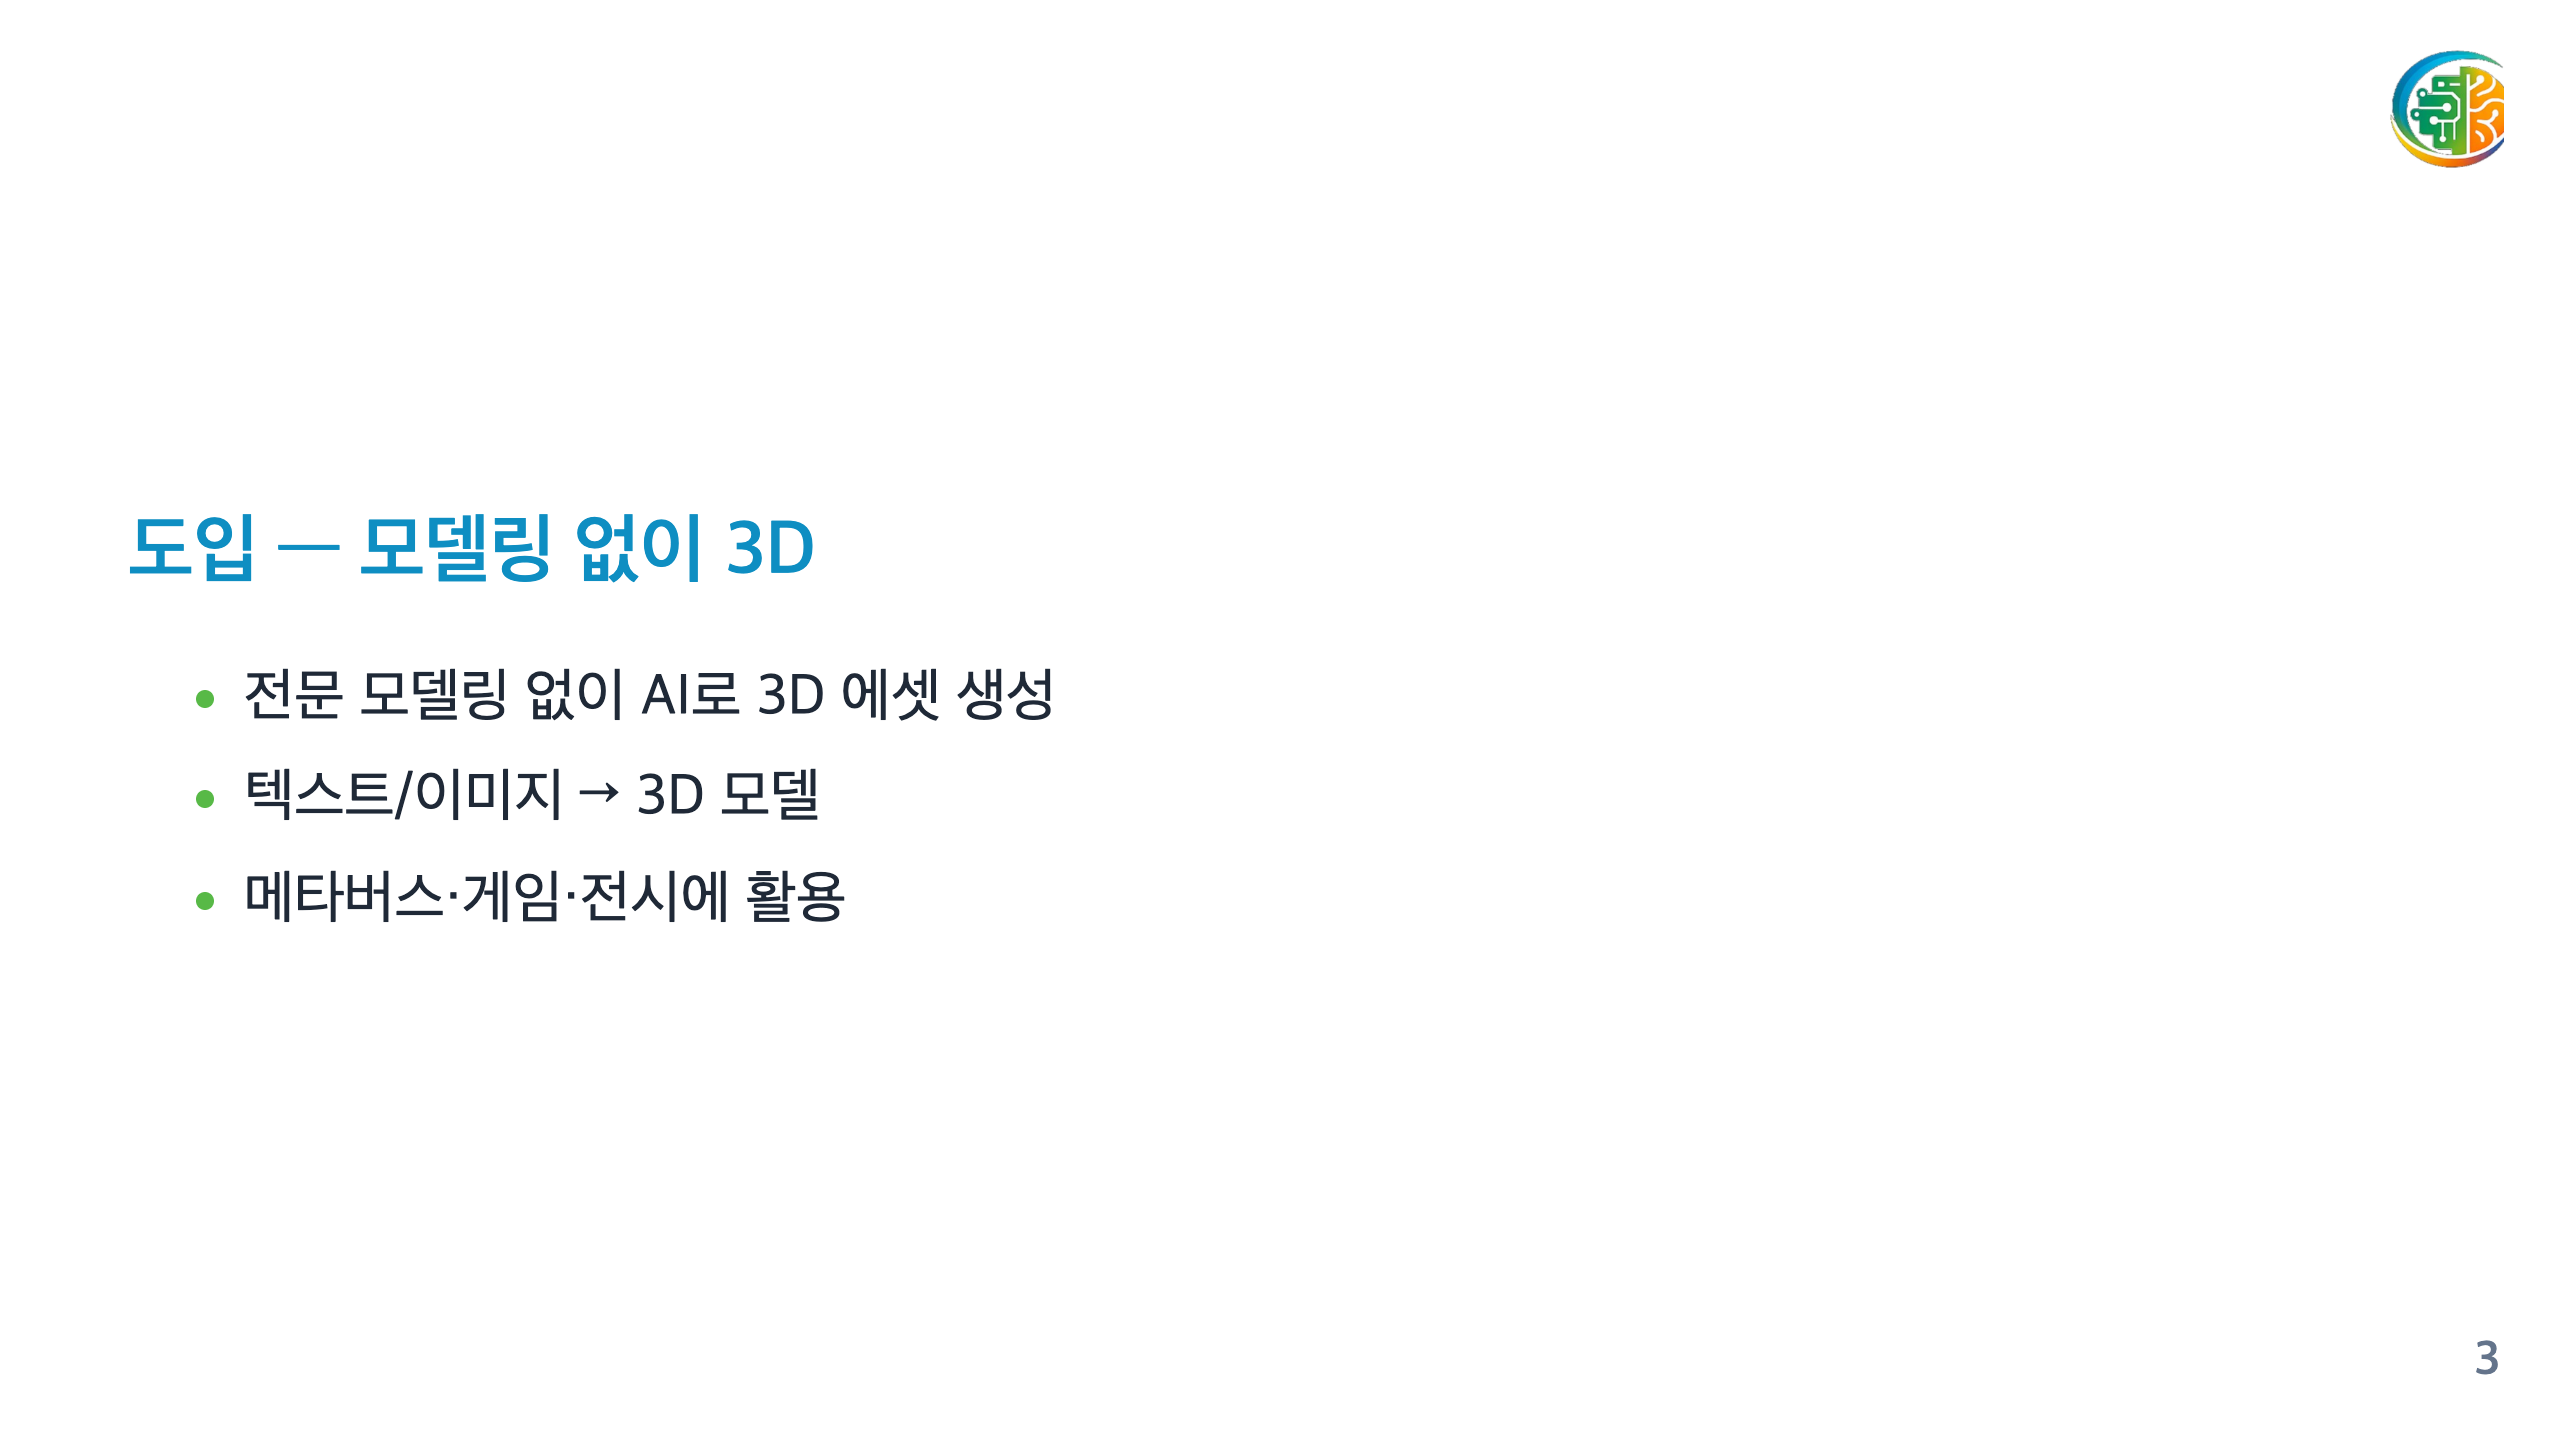 도입 — 모델링 없이 3D
• 전문 모델링 없이 AI로 3D 에셋 생성
• 텍스트/이미지 → 3D 모델
• 메타버스·게임·전시에 활용
3